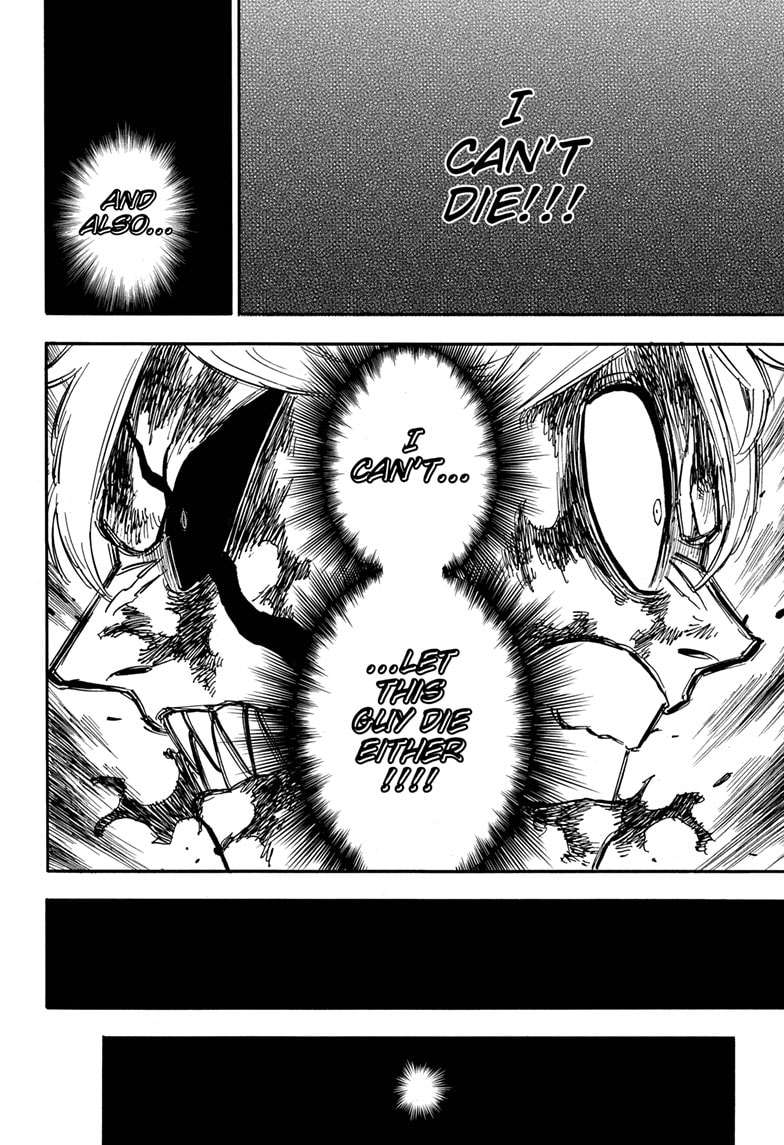 I
CAN'T
DIE!!!
AND
ALSO...
I
CAN'T...
...LET
THIS
GUY DIE
EITHER
!!!!